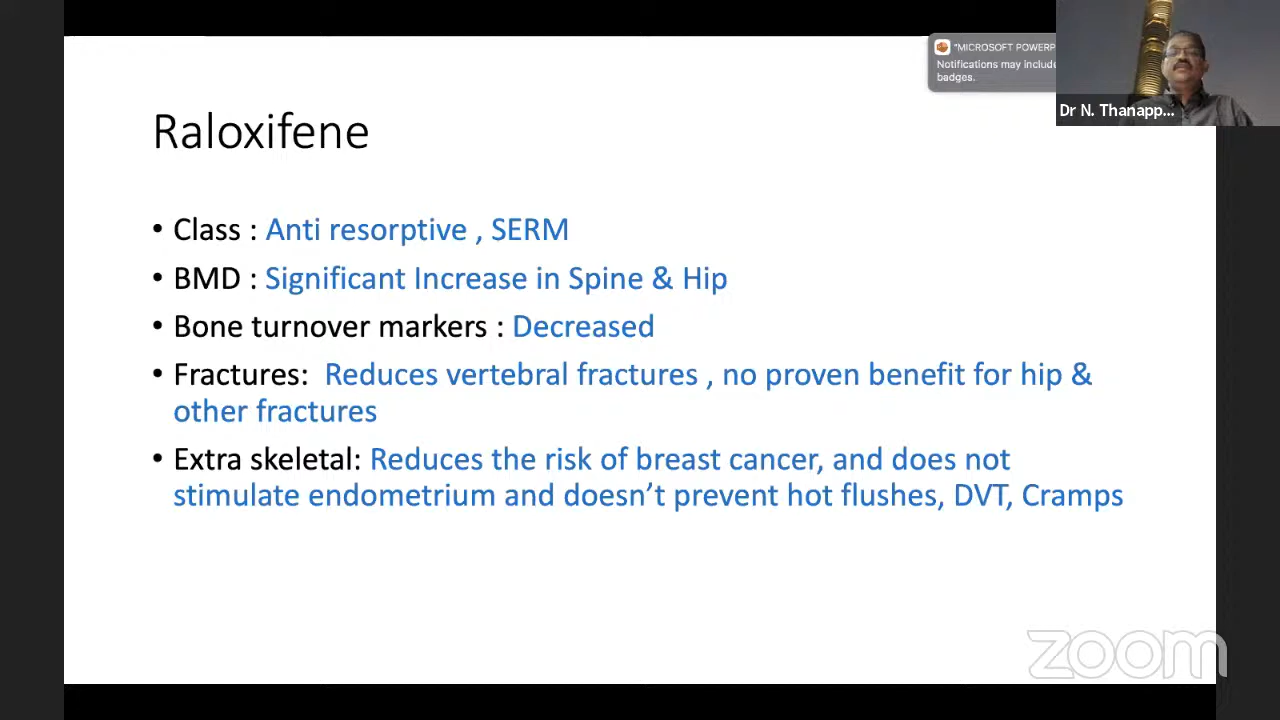 "MICROSOFT POWERP
Notifications may include
badges.
Dr N. Thanapp...
Raloxifene
• Class : Anti resorptive , SERM
• BMD : Significant Increase in Spine & Hip
• Bone turnover markers : Decreased
• Fractures: Reduces vertebral fractures , no proven benefit for hip &
other fractures
• Extra skeletal: Reduces the risk of breast cancer, and does not
stimulate endometrium and doesn't prevent hot flushes, DVT, Cramps
zoom